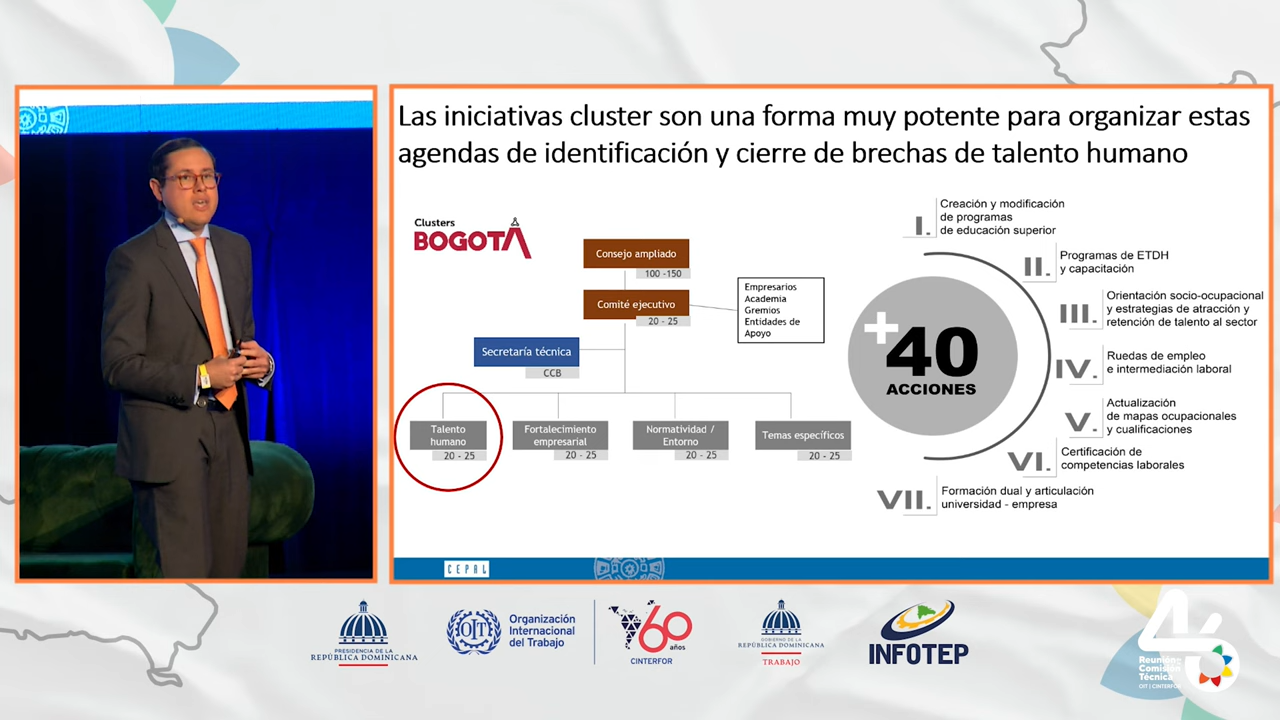 Las iniciativas cluster son una forma muy potente para organizar estas
agendas de identificación y cierre de brechas de talento humano
Clusters
BOGOTÁ
Consejo ampliado
100 -150
Comité ejecutivo
20 - 25
Empresarios
Academia
Gremios
Entidades de
Apoyo
Secretaría técnica
CCB
Talento
humano
20 - 25
Fortalecimiento
empresarial
20 - 25
Normatividad /
Entorno
20 - 25
Temas específicos
20 - 25
+40
ACCIONES
I. Creación y modificación
de programas
de educación superior
II. Programas de ETDH
y capacitación
III. Orientación socio-ocupacional
y estrategias de atracción y
retención de talento al sector
IV. Ruedas de empleo
e intermediación laboral
V. Actualización
de mapas ocupacionales
y cualificaciones
VI. Certificación de
competencias laborales
VII. Formación dual y articulación
universidad - empresa
CEPAL
PRESIDENCIA DE LA
REPÚBLICA DOMINICANA
OIT
Organización
Internacional
del Trabajo
60
años
CINTERFOR
GOBIERNO DE LA
REPÚBLICA DOMINICANA
TRABAJO
INFOTEP
46
Reunión
Comisión
Técnica
OIT | CINTERFOR